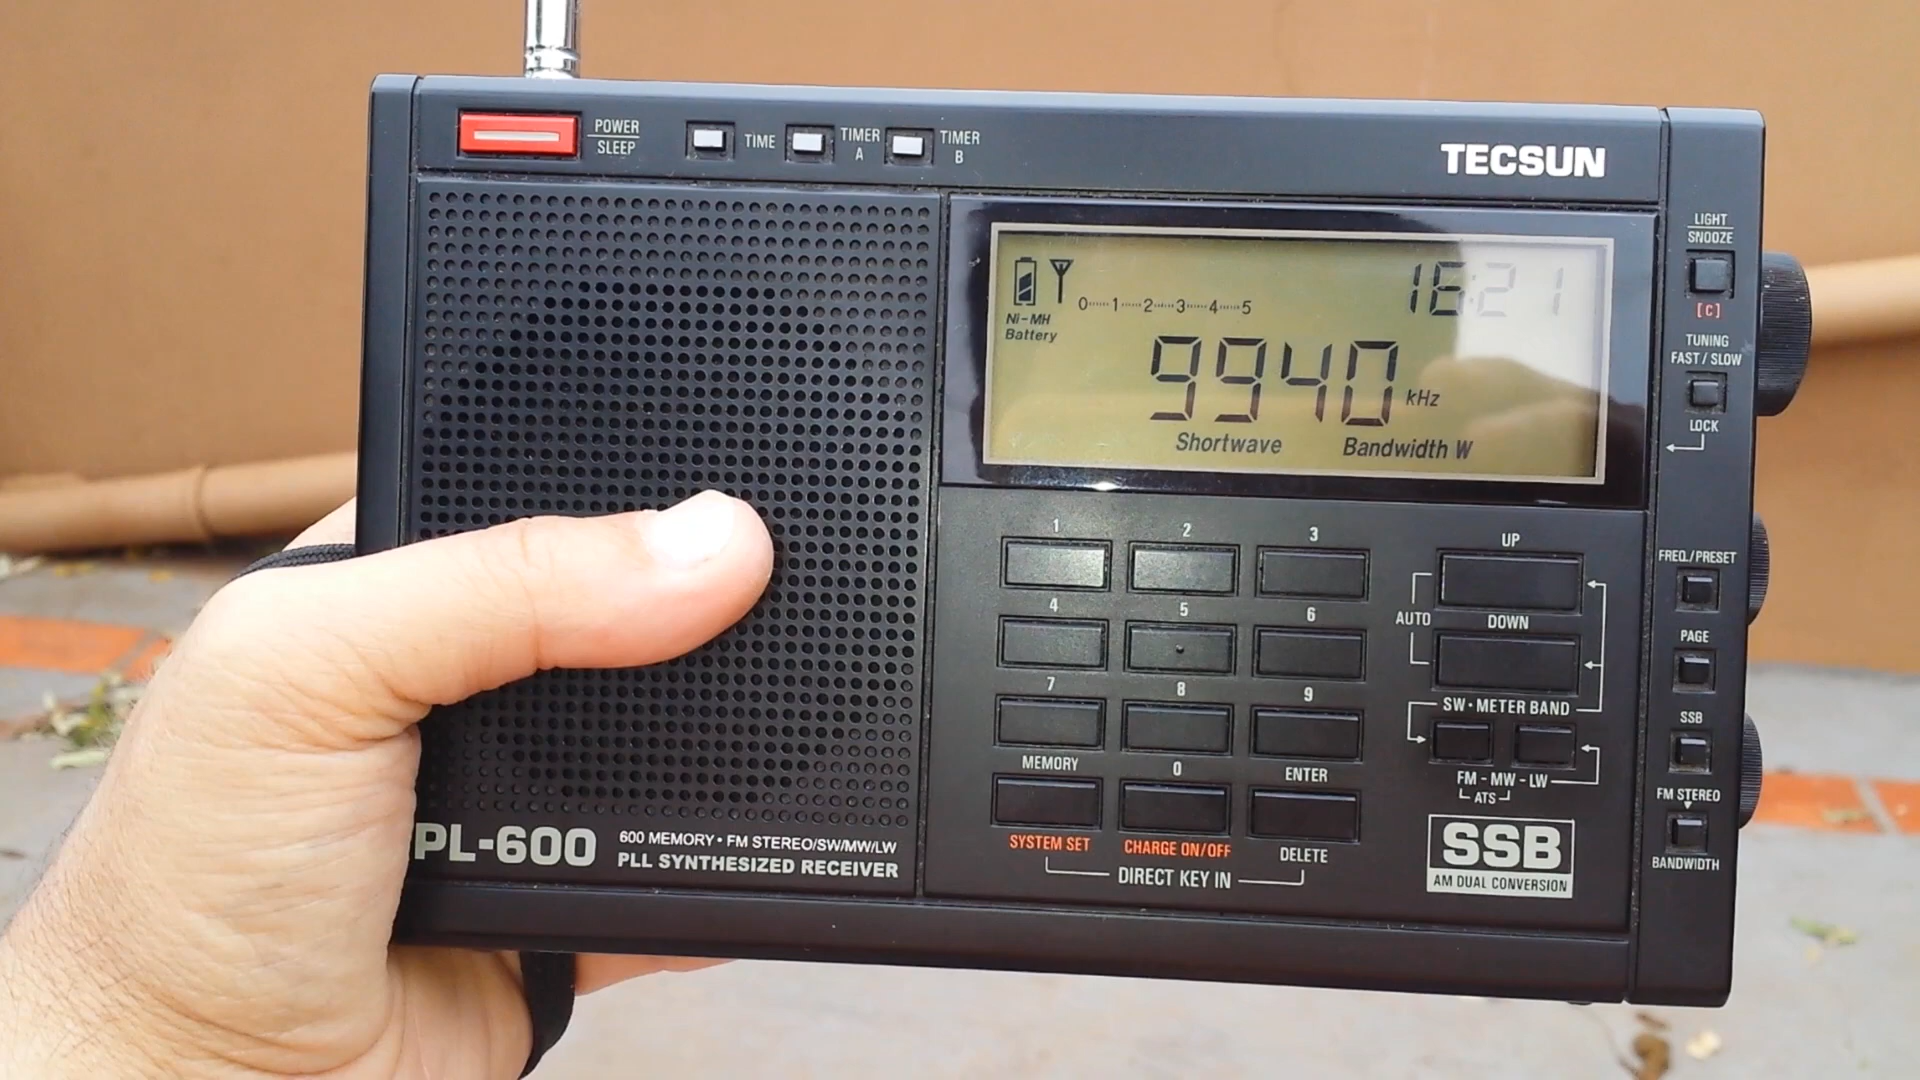 POWER
SLEEP
TIME
TIMER
A
TIMER
B
TECSUN
LIGHT
SNOOZE
[C]
TUNING
FAST / SLOW
LOCK
Ni-MH
Battery
0 1 2 3 4 5
16:21
9940 kHz
Shortwave Bandwidth W
1 2 3
4 5 6
7 8 9
MEMORY 0 ENTER
SYSTEM SET CHARGE ON/OFF DELETE
DIRECT KEY IN
UP
AUTO
DOWN
SW • METER BAND
FM - MW - LW
ATS
FREQ./PRESET
PAGE
SSB
FM STEREO
BANDWIDTH
PL-600
600 MEMORY • FM STEREO/SW/MW/LW
PLL SYNTHESIZED RECEIVER
SSB
AM DUAL CONVERSION